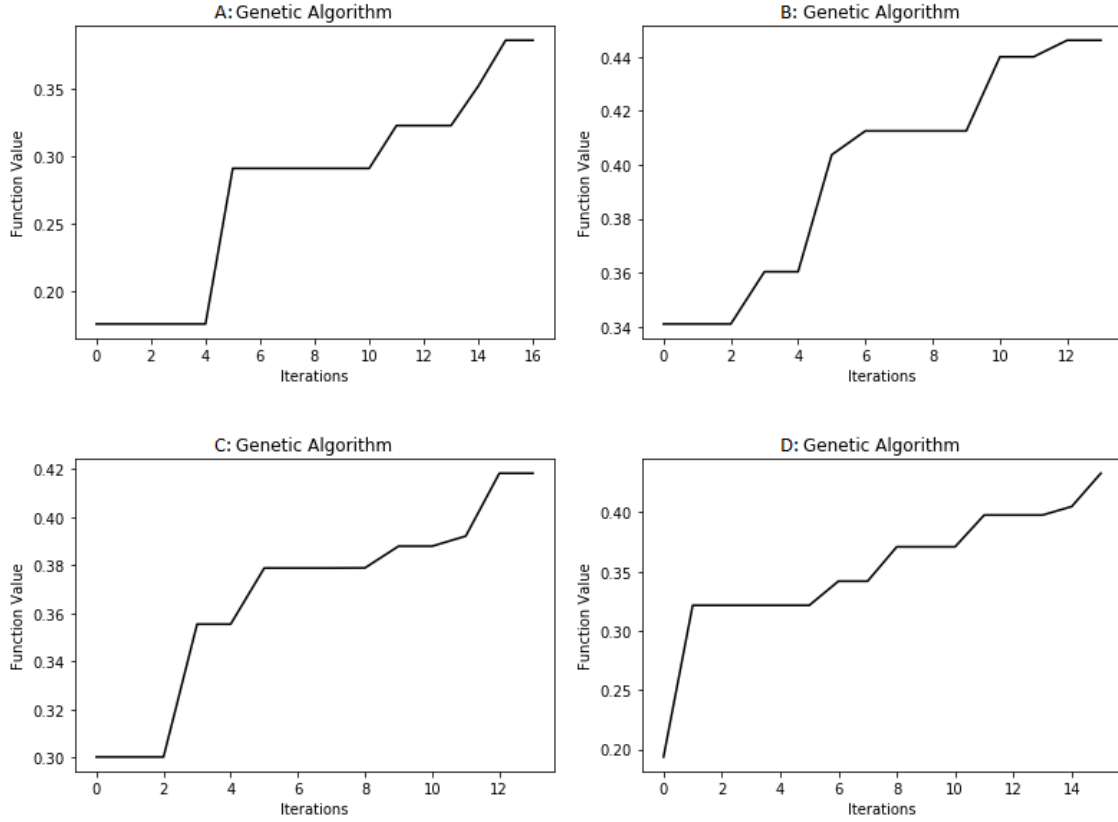 A: Genetic Algorithm
Function Value
0.35
0.30
0.25
0.20
0 2 4 6 8 10 12 14 16
Iterations
B: Genetic Algorithm
Function Value
0.44
0.42
0.40
0.38
0.36
0.34
0 2 4 6 8 10 12
Iterations
C: Genetic Algorithm
Function Value
0.42
0.40
0.38
0.36
0.34
0.32
0.30
0 2 4 6 8 10 12
Iterations
D: Genetic Algorithm
Function Value
0.40
0.35
0.30
0.25
0.20
0 2 4 6 8 10 12 14
Iterations